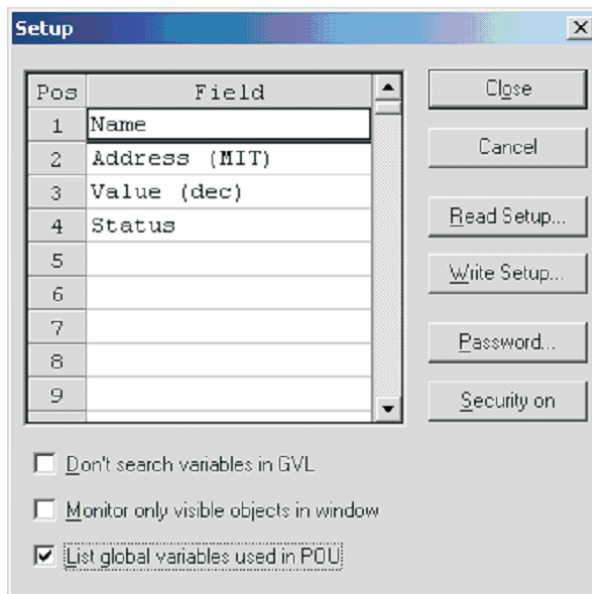 Setup
Pos Field
1 Name
2 Address (MIT)
3 Value (dec)
4 Status
5
6
7
8
9
Close
Cancel
Read Setup...
Write Setup...
Password...
Security on
Don't search variables in GVL
Monitor only visible objects in window
List global variables used in POU